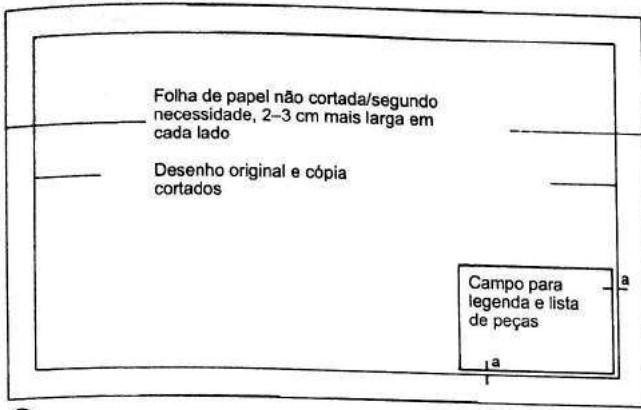 Folha de papel não cortada/segundo
necessidade, 2–3 cm mais larga em
cada lado
Desenho original e cópia
cortados
Campo para
legenda e lista
de peças
a
a